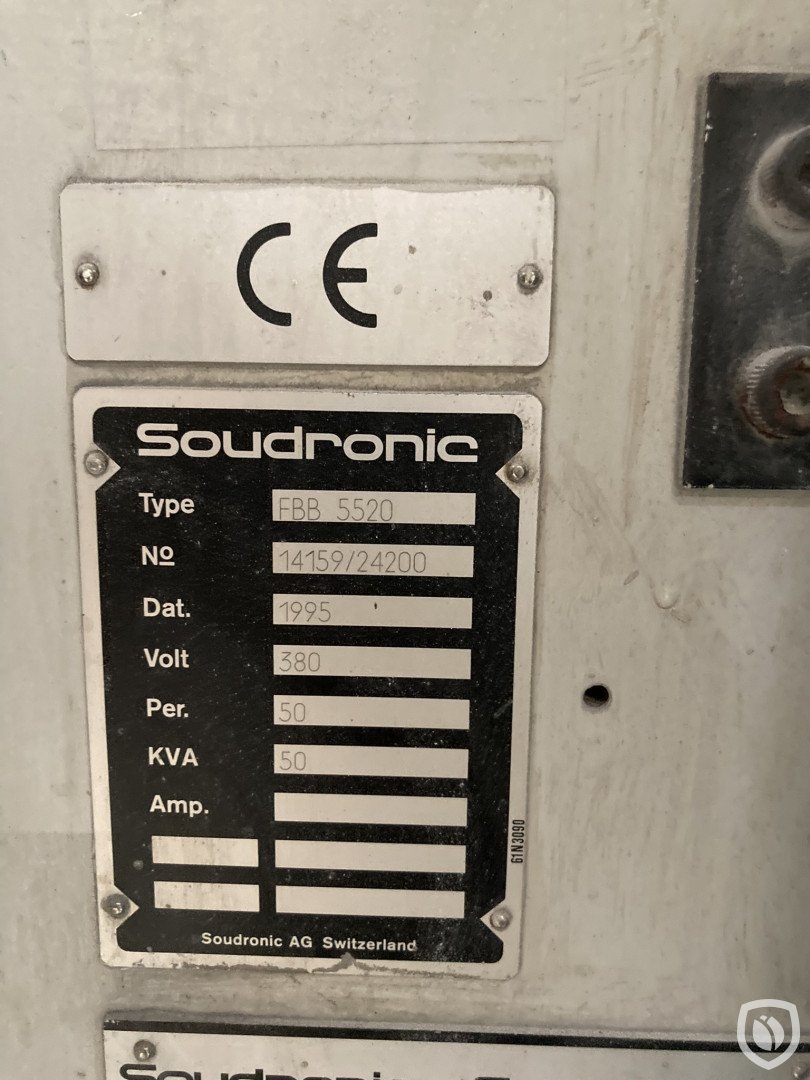 CE
Soudronic
Type FBB 5520
Nº 14159/24200
Dat. 1995
Volt 380
Per. 50
KVA 50
Amp.
61N3090
Soudronic AG Switzerland
Soudronic